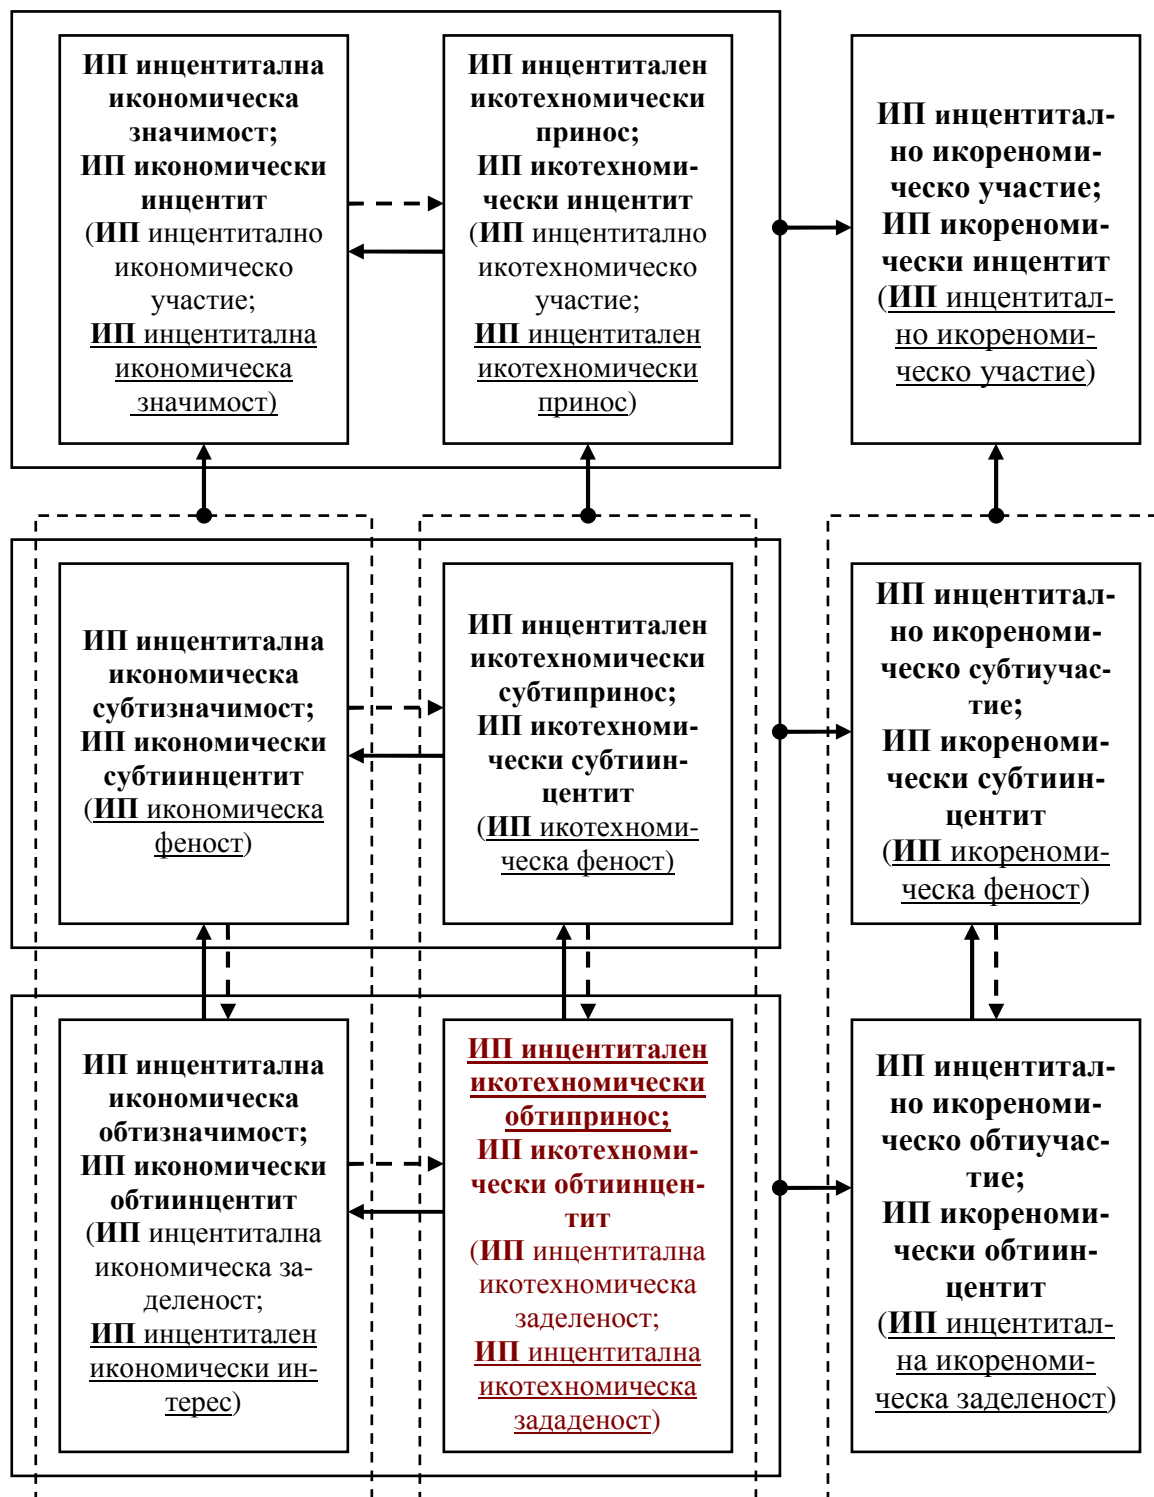 ИП инцентитална
икономическа
значимост;
ИП икономически
инцентит
(ИП инцентитално
икономическо
участие;
ИП инцентитална
икономическа
значимост)
ИП инцентитален
икотехномически
принос;
ИП икотехноми-
чески инцентит
(ИП инцентитално
икотехномическо
участие;
ИП инцентитален
икотехномически
принос)
ИП инцентитал-
но икореноми-
ческо участие;
ИП икореноми-
чески инцентит
(ИП инцентитал-
но икореноми-
ческо участие)
ИП инцентитална
икономическа
субтизначимост;
ИП икономически
субтиинцентит
(ИП икономическа
феност)
ИП инцентитален
икотехномически
субтипринос;
ИП икотехноми-
чески субтиин-
центит
(ИП икотехноми-
ческа феност)
ИП инцентитал-
но икореноми-
ческо субтиучас-
тие;
ИП икореноми-
чески субтиин-
центит
(ИП икореноми-
ческа феност)
ИП инцентитална
икономическа
обтизначимост;
ИП икономически
обтиинцентит
(ИП инцентитална
икономическа за-
деленост;
ИП инцентитален
икономически ин-
терес)
ИП инцентитален
икотехномически
обтипринос;
ИП икотехноми-
чески обтиинцен-
тит
(ИП инцентитална
икотехномическа
заделеност;
ИП инцентитална
икотехномическа
зададеност)
ИП инцентитал-
но икореноми-
ческо обтиучас-
тие;
ИП икореноми-
чески обтиин-
центит
(ИП инцентитал-
на икореноми-
ческа заделеност)